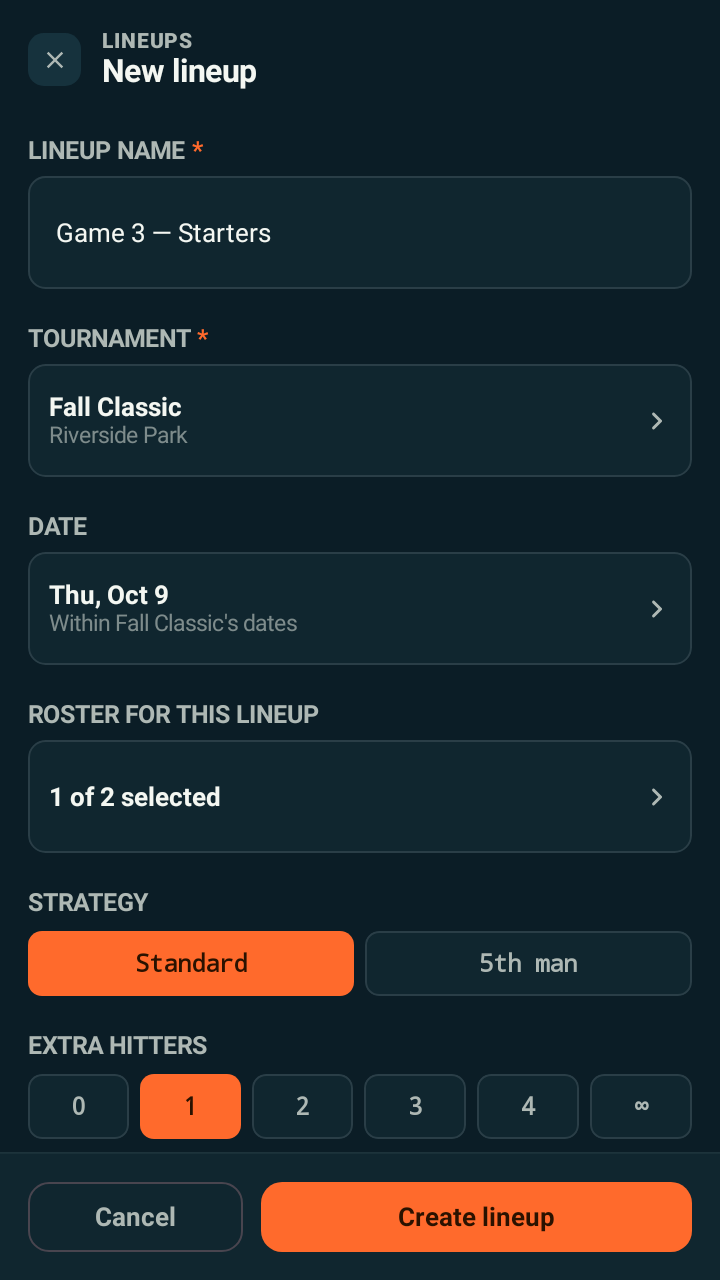 LINEUPS
New lineup
LINEUP NAME *
Game 3 — Starters
TOURNAMENT *
Fall Classic
Riverside Park
DATE
Thu, Oct 9
Within Fall Classic's dates
ROSTER FOR THIS LINEUP
1 of 2 selected
STRATEGY
Standard 5th man
EXTRA HITTERS
0 1 2 3 4 ∞
Cancel Create lineup